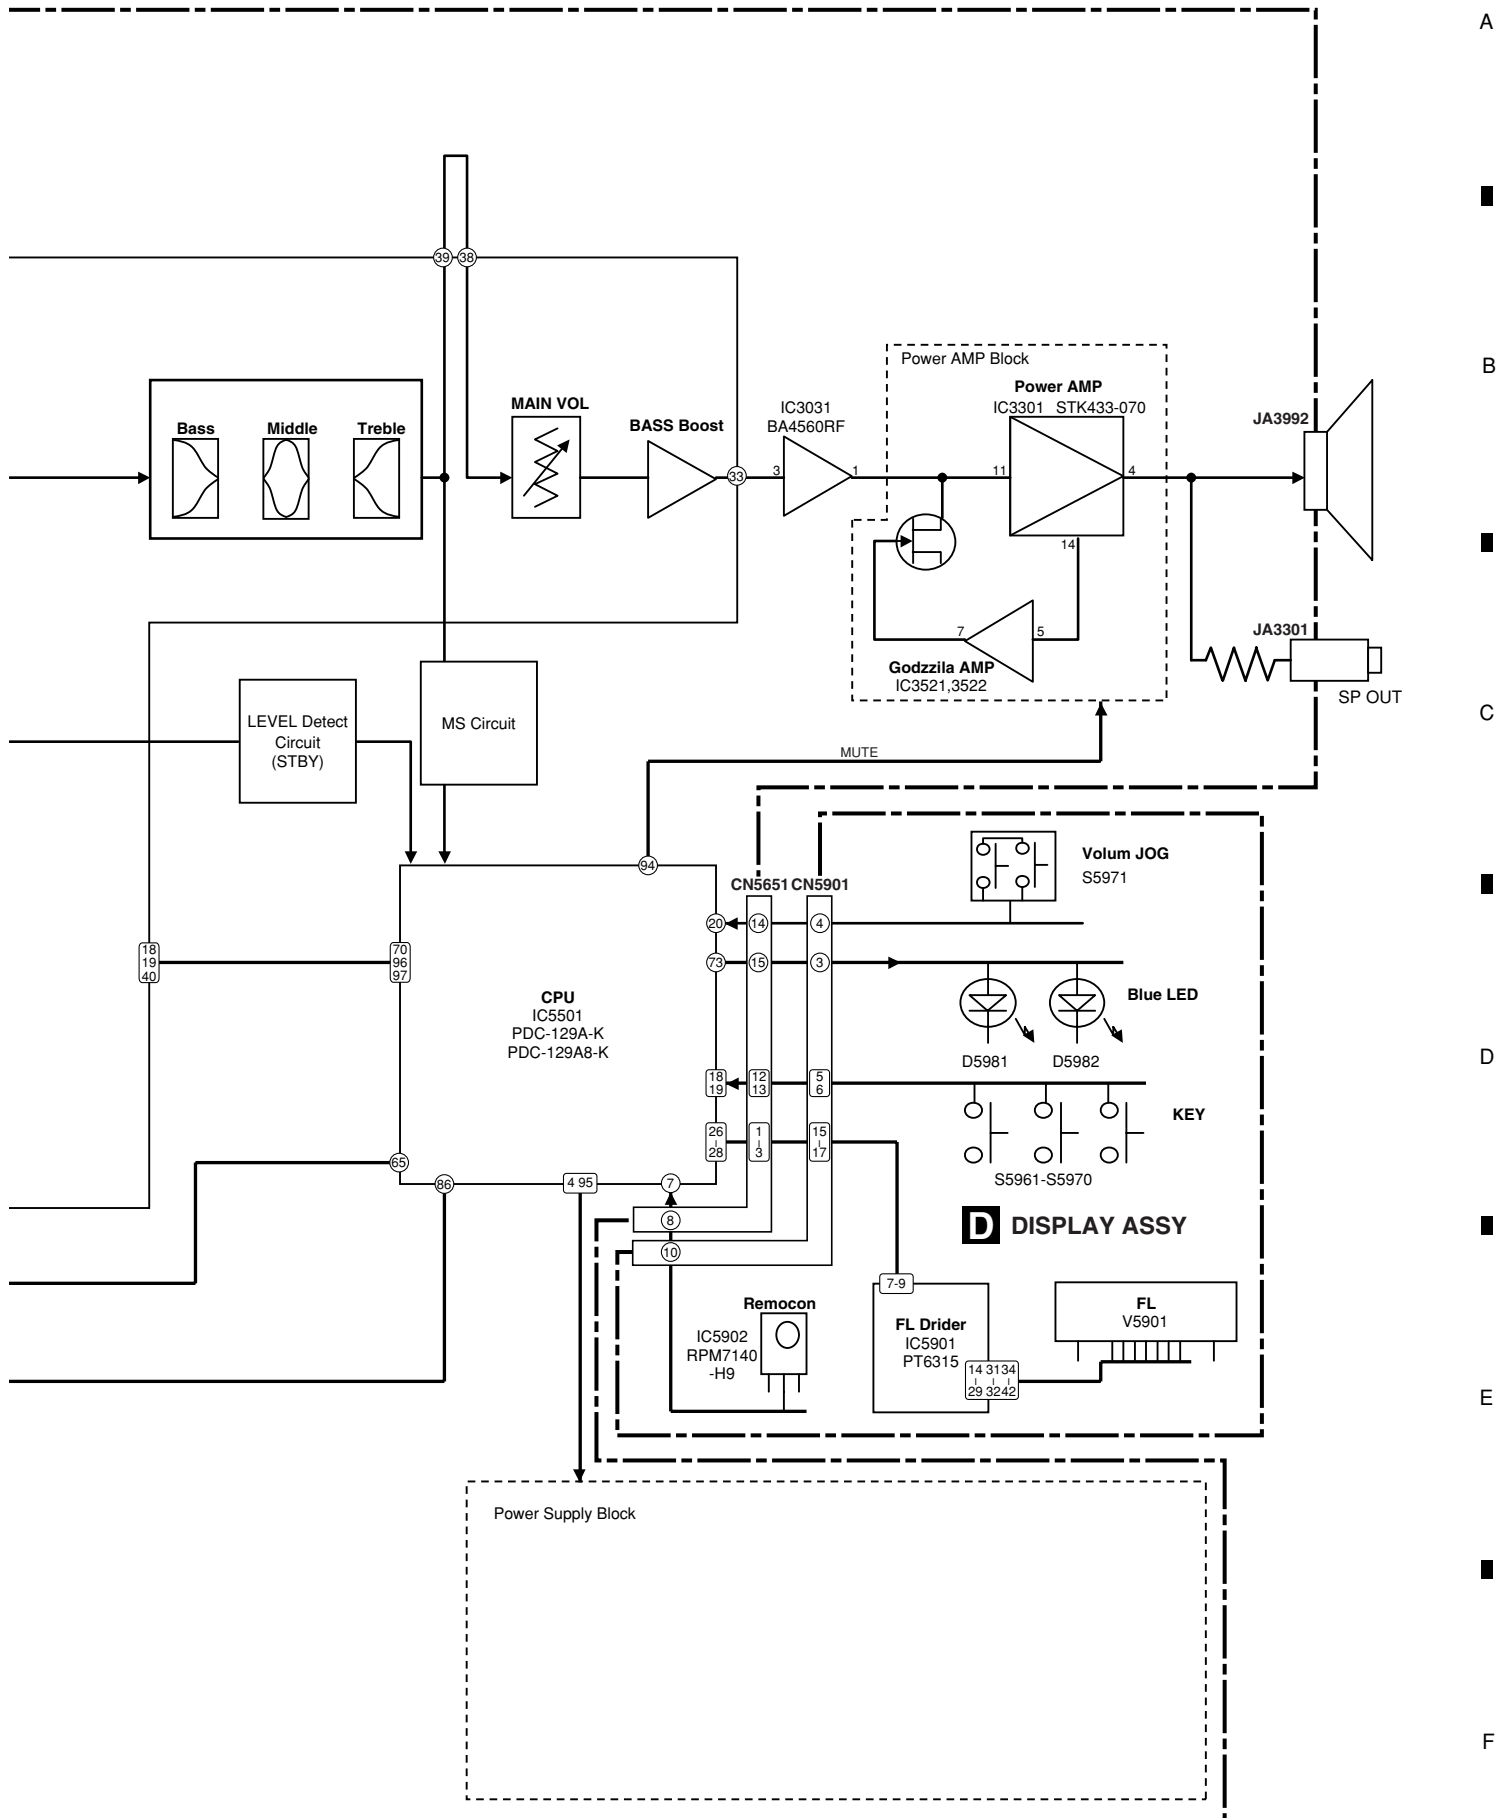 A
39 38
B
Power AMP Block
Power AMP
IC3301 STK433-070
MAIN VOL
IC3031
BA4560RF
JA3992
Bass Middle Treble
BASS Boost
33
3
1
11
4
14
7
5
Godzzila AMP
IC3521,3522
JA3301
SP OUT
C
LEVEL Detect
Circuit
(STBY)
MS Circuit
MUTE
94
CN5651 CN5901
Volum JOG
S5971
20
14
4
18
19
40
70
96
97
73
15
3
CPU
IC5501
PDC-129A-K
PDC-129A8-K
Blue LED
D5981
D5982
D
18
19
12
13
5
6
KEY
26
28
1
3
15
17
S5961-S5970
65
86
4 95
7
8
10
D DISPLAY ASSY
7-9
Remocon
IC5902
RPM7140
-H9
FL Drider
IC5901
PT6315
FL
V5901
14 31 34
29 32 42
E
Power Supply Block
F